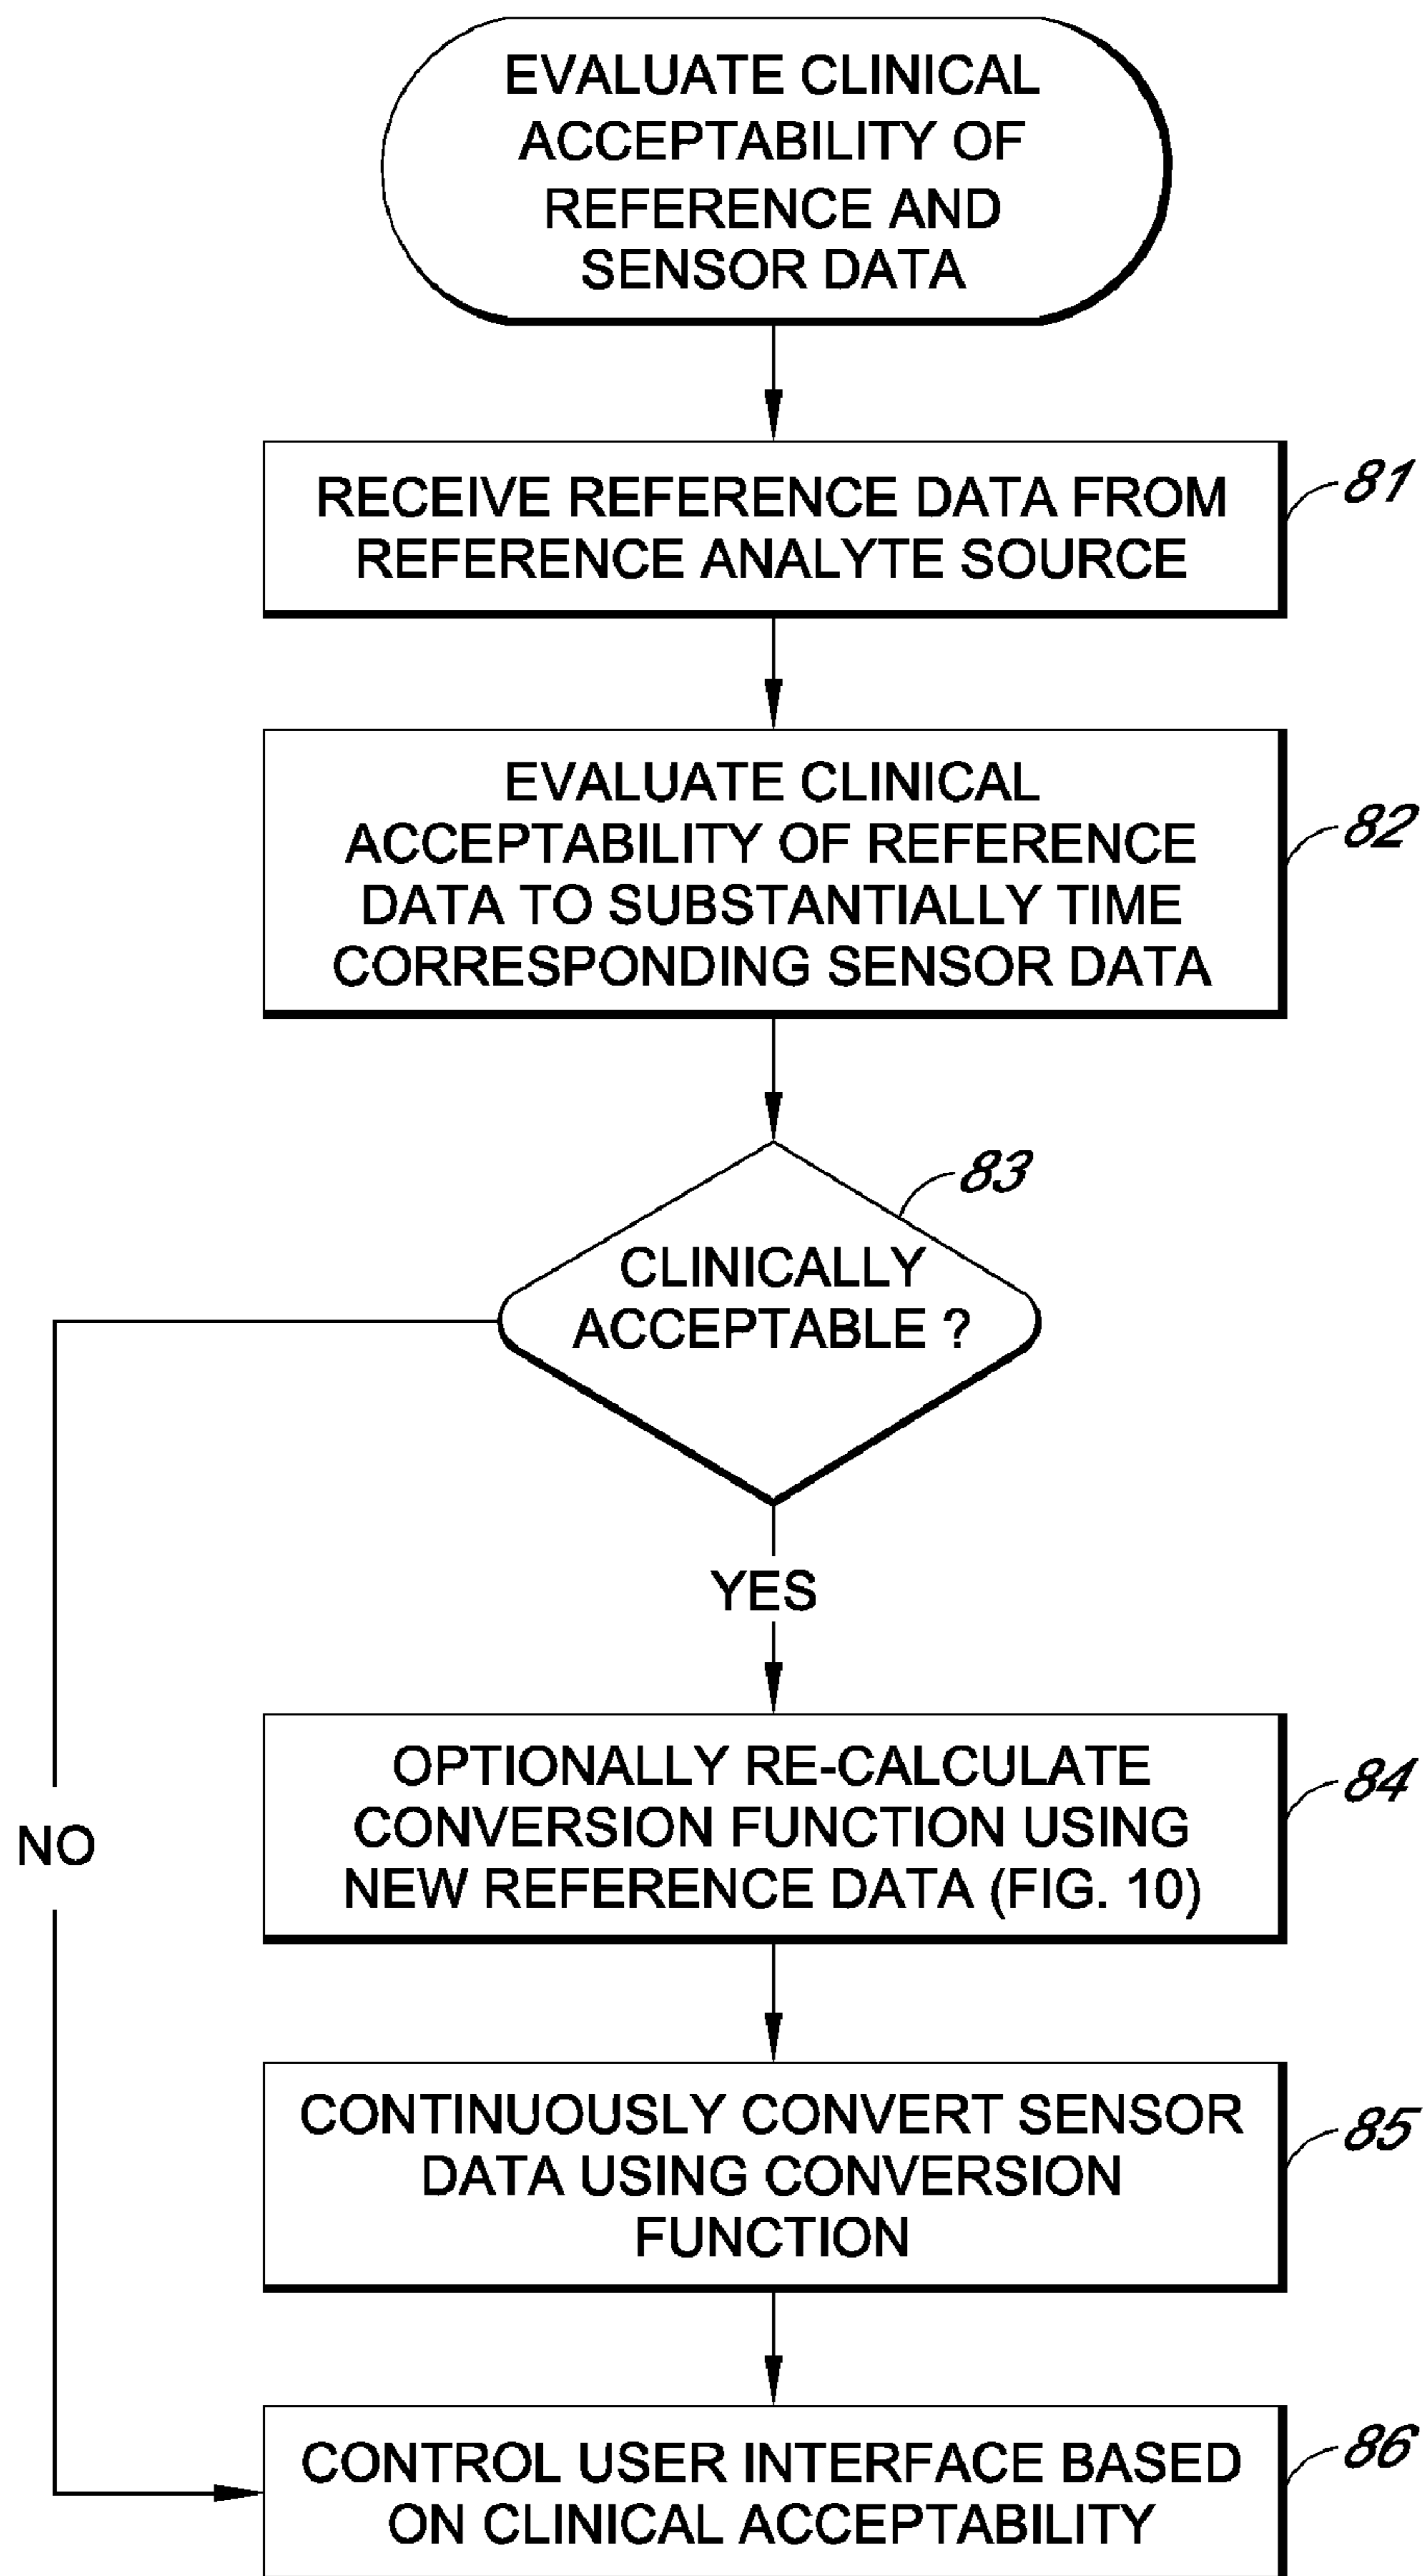 EVALUATE CLINICAL
ACCEPTABILITY OF
REFERENCE AND
SENSOR DATA
RECEIVE REFERENCE DATA FROM
REFERENCE ANALYTE SOURCE
81
EVALUATE CLINICAL
ACCEPTABILITY OF REFERENCE
DATA TO SUBSTANTIALLY TIME
CORRESPONDING SENSOR DATA
82
83
CLINICALLY
ACCEPTABLE ?
YES
NO
OPTIONALLY RE-CALCULATE
CONVERSION FUNCTION USING
NEW REFERENCE DATA (FIG. 10)
84
CONTINUOUSLY CONVERT SENSOR
DATA USING CONVERSION
FUNCTION
85
CONTROL USER INTERFACE BASED
ON CLINICAL ACCEPTABILITY
86